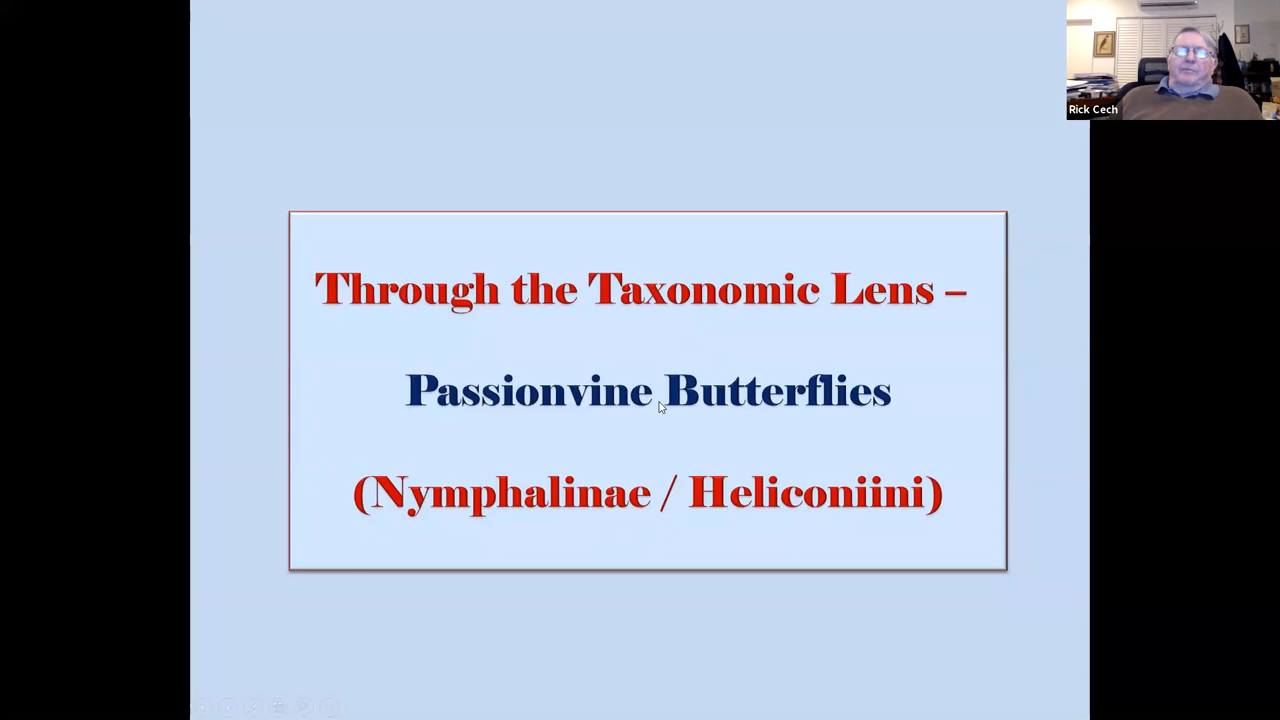 Through the Taxonomic Lens –
Passionvine Butterflies
(Nymphalinae / Heliconiini)
Rick Cech